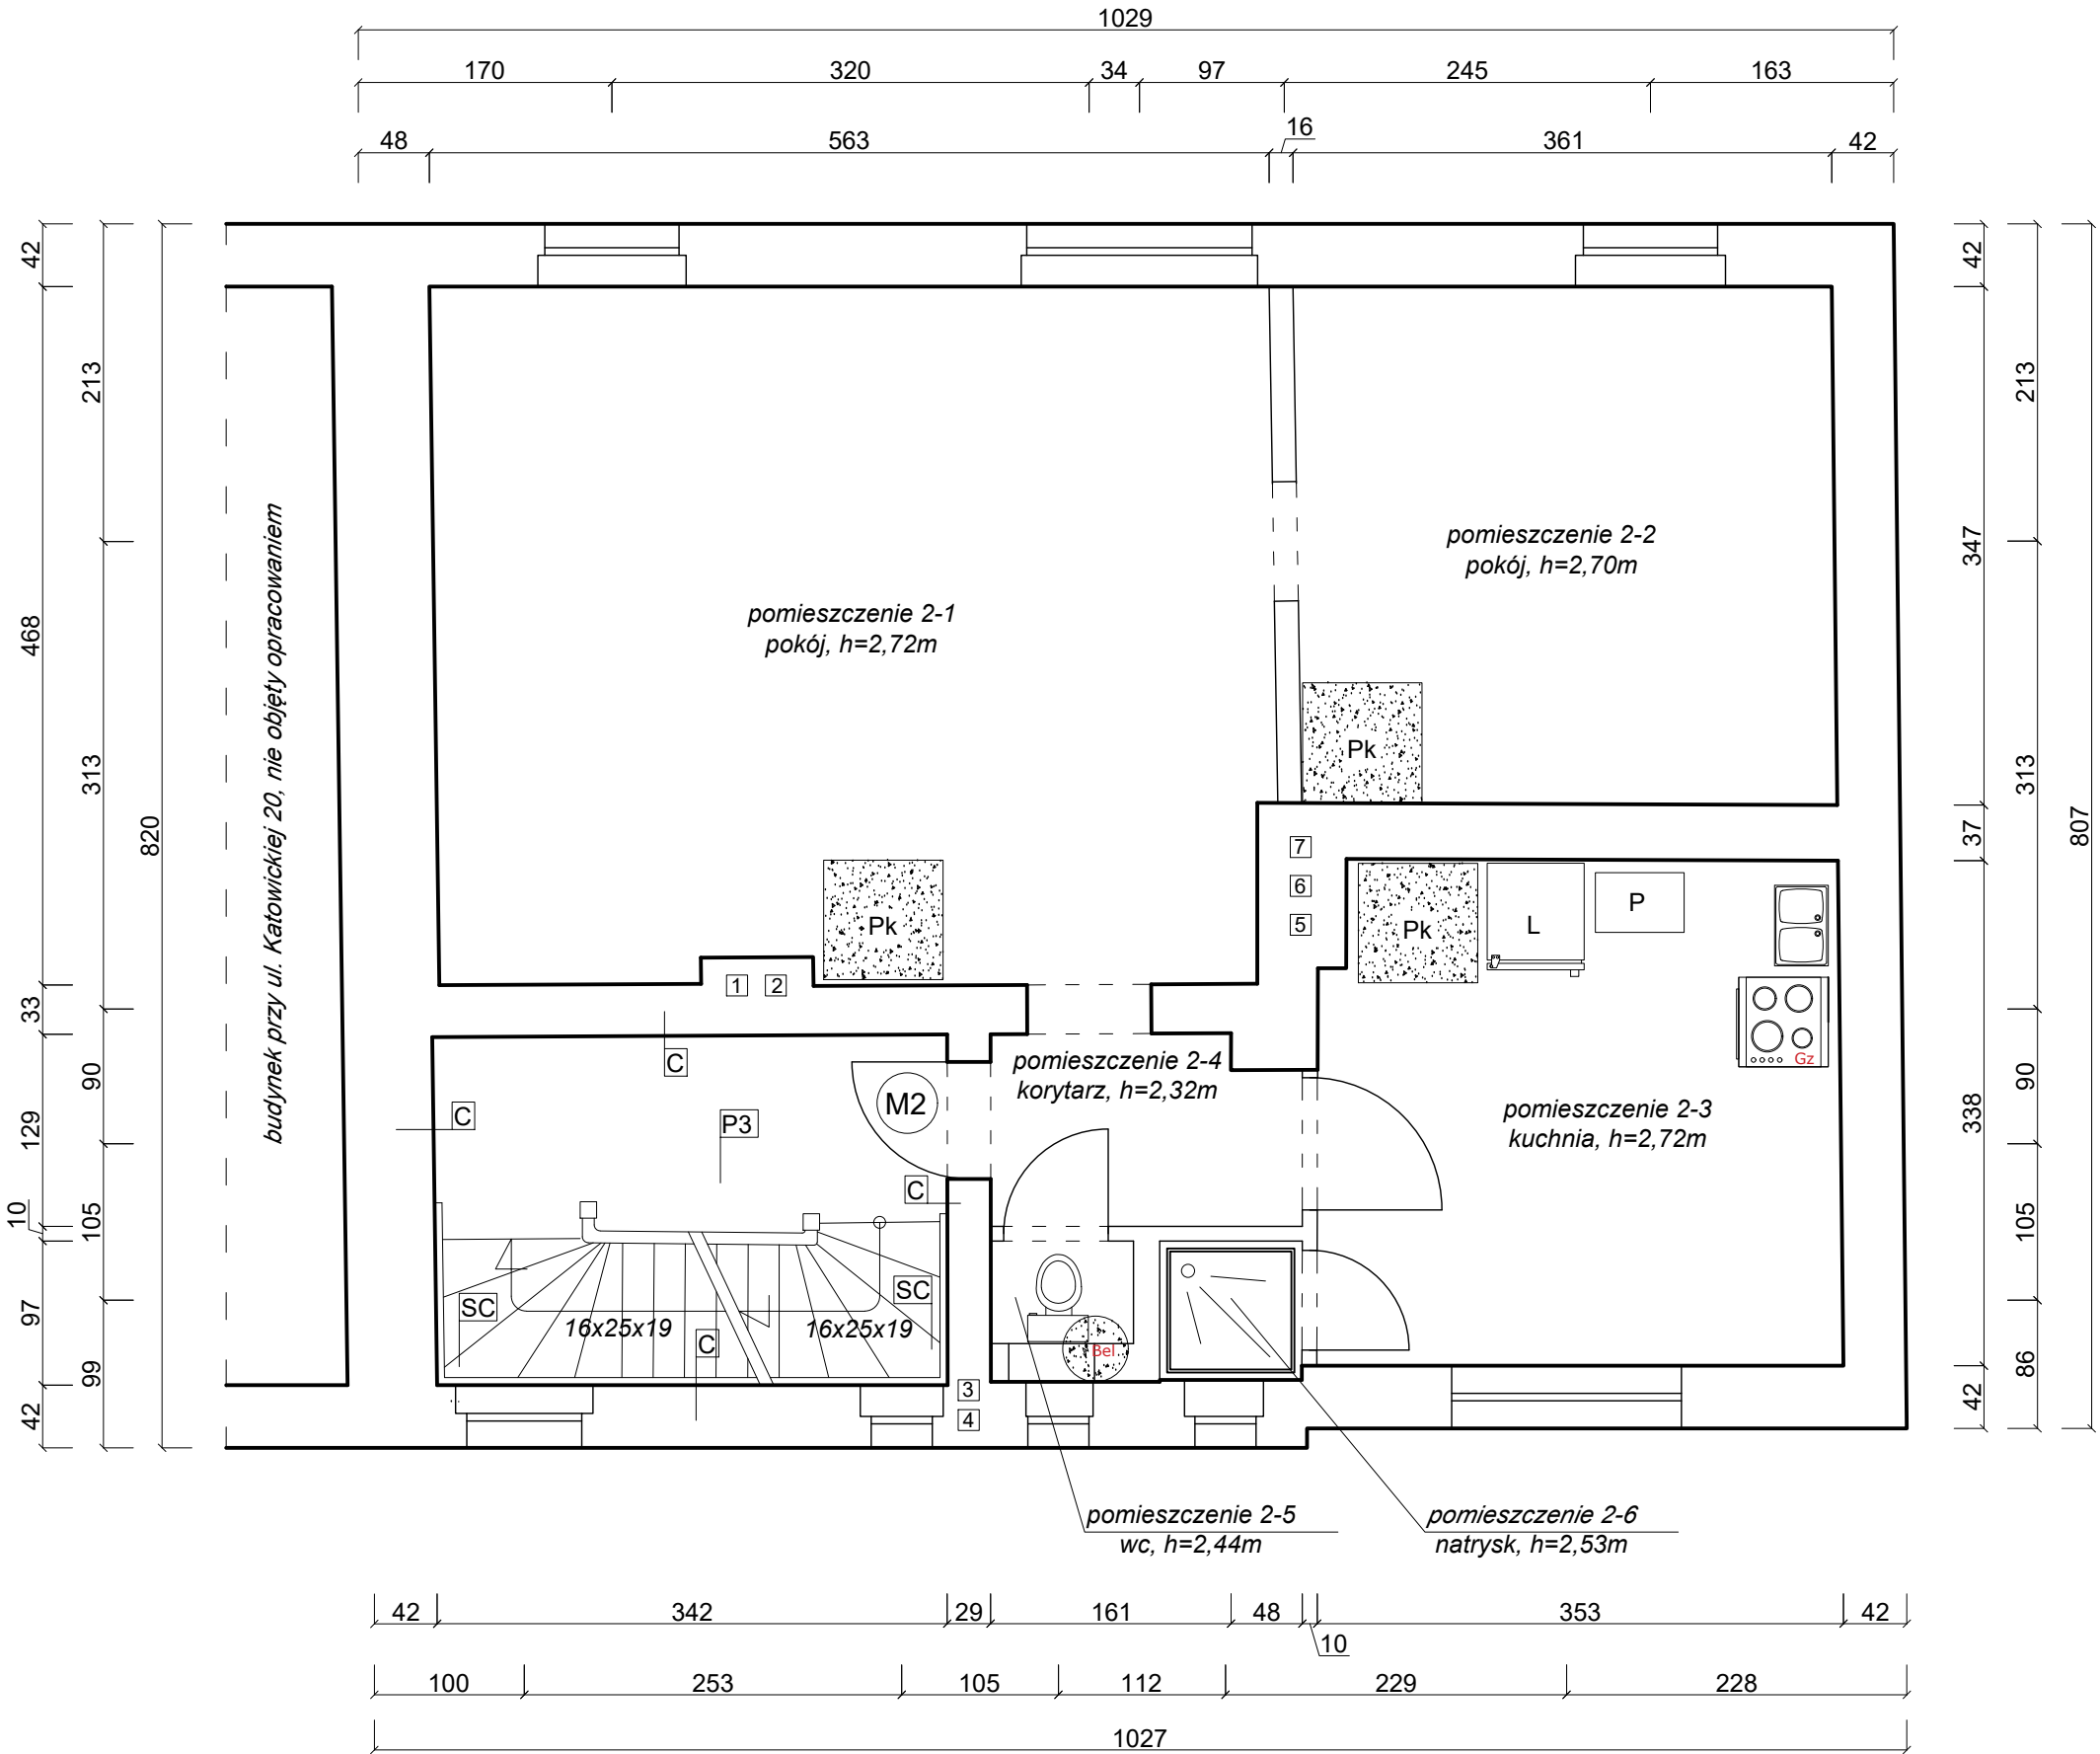 1029
170 320 34 97 245 163
48 563 16 361 42
42
213
468
313
820
33
90
129
10
105
97
99
42
42
213
347
313
37
807
90
338
105
86
42
budynek przy ul. Katowickiej 20, nie objęty opracowaniem
pomieszczenie 2-1
pokój, h=2,72m
pomieszczenie 2-2
pokój, h=2,70m
Pk
Pk
7
6
5
Pk
L
P
Gz
1 2
C
C
P3
M2
C
pomieszczenie 2-4
korytarz, h=2,32m
pomieszczenie 2-3
kuchnia, h=2,72m
SC
SC
16x25x19
16x25x19
C
Bel
3
4
pomieszczenie 2-5
wc, h=2,44m
pomieszczenie 2-6
natrysk, h=2,53m
42 342 29 161 48 10 353 42
100 253 105 112 229 228
1027